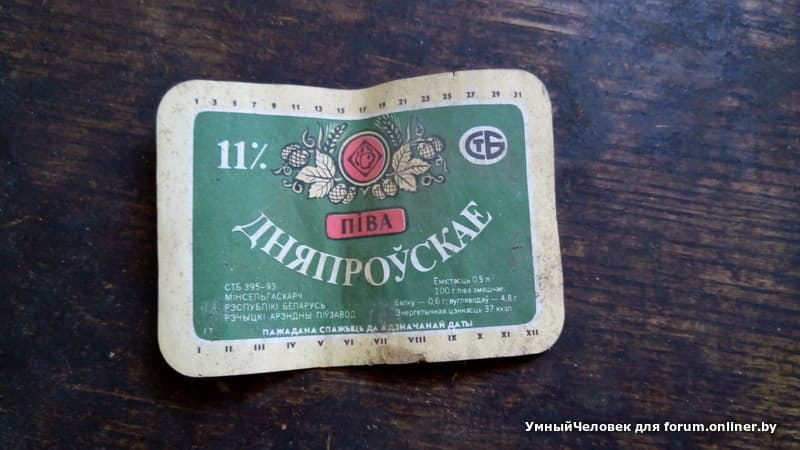 1 3 5 7 9 11 13 15 17 19 21 23 25 27 29 31
11%
СТБ
ПІВА
ДНЯПРОЎСКАЕ
СТБ 395-93
МІНСЕЛЬГАСХАРЧ
РЭСПУБЛІКІ БЕЛАРУСЬ
РЭЧЫЦКІ АРЭНДНЫ ПІЎЗАВОД
Ёмістасць 0,5 л
100 г піва змяшчае:
бялку — 0,6 г; вугляводаў — 4,8 г
Энергетычная цэннасць 37 ккал
ПАЖАДАНА СПАЖЫЦЬ ДА АДЗНАЧАНАЙ ДАТЫ
I II III IV V VI VII VIII IX X XI XII
УмныйЧеловек для forum.onliner.by